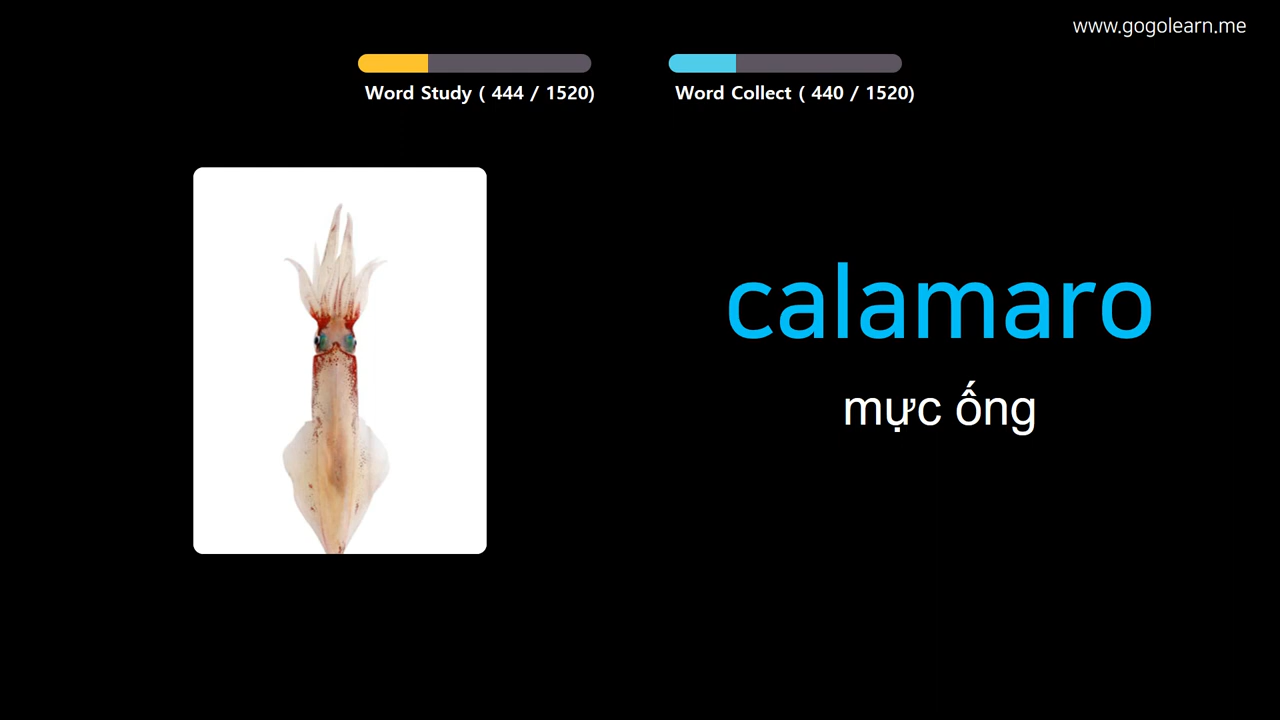 www.gogolearn.me
Word Study ( 444 / 1520)
Word Collect ( 440 / 1520)
calamaro
mực ống